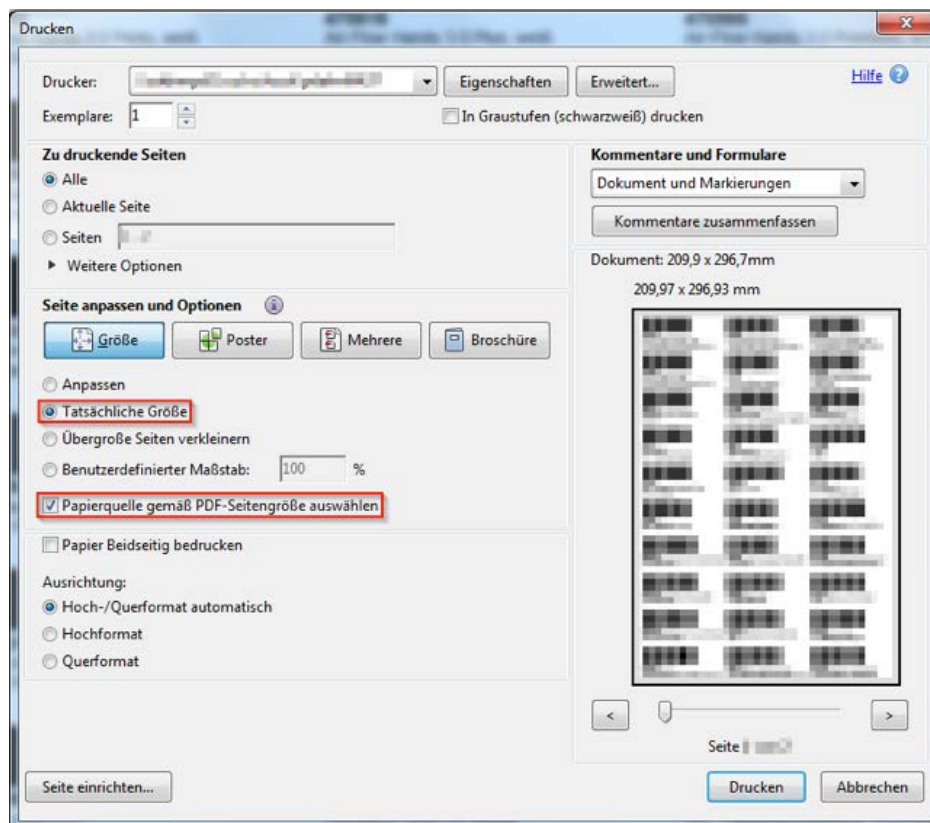 Drucken
Drucker:
Eigenschaften
Erweitert...
Hilfe
Exemplare: 1
In Graustufen (schwarzweiß) drucken
Zu druckende Seiten
Alle
Aktuelle Seite
Seiten
Weitere Optionen
Kommentare und Formulare
Dokument und Markierungen
Kommentare zusammenfassen
Dokument: 209,9 x 296,7mm
209,97 x 296,93 mm
Seite anpassen und Optionen
Größe
Poster
Mehrere
Broschüre
Anpassen
Tatsächliche Größe
Übergroße Seiten verkleinern
Benutzerdefinierter Maßstab: 100 %
Papierquelle gemäß PDF-Seitengröße auswählen
Papier Beidseitig bedrucken
Ausrichtung:
Hoch-/Querformat automatisch
Hochformat
Querformat
< >
Seite
Seite einrichten...
Drucken
Abbrechen